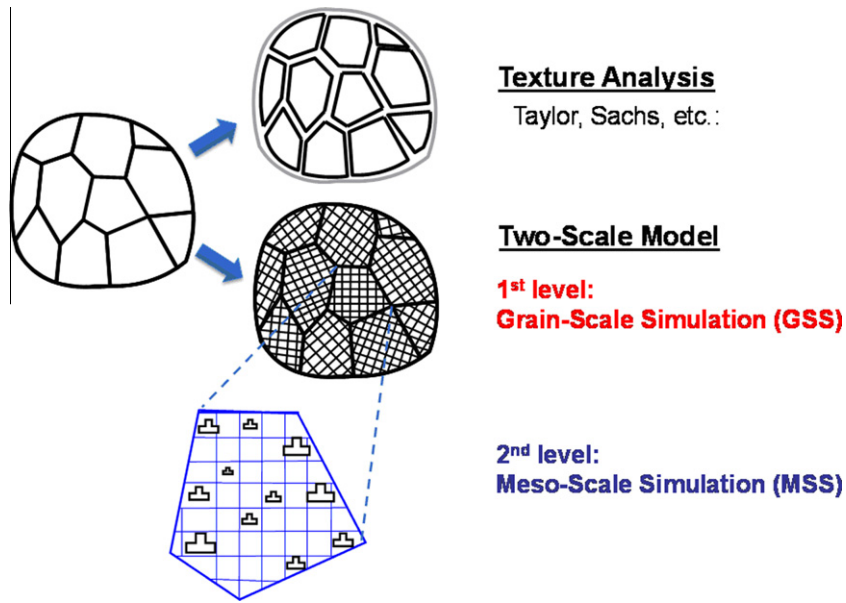 Texture Analysis
Taylor, Sachs, etc.:
Two-Scale Model
1st level:
Grain-Scale Simulation (GSS)
2nd level:
Meso-Scale Simulation (MSS)